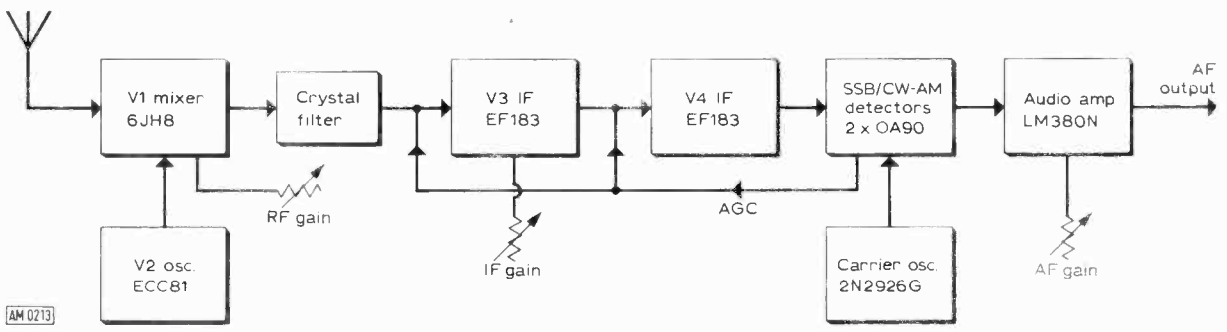 V1 mixer
6JH8
Crystal
filter
V3 IF
EF183
V4 IF
EF183
SSB/CW-AM
detectors
2 x OA90
Audio amp
LM380N
AF
output
RF gain
AGC
V2 osc.
ECC81
IF gain
Carrier osc.
2N2926G
AF gain
AM 0213